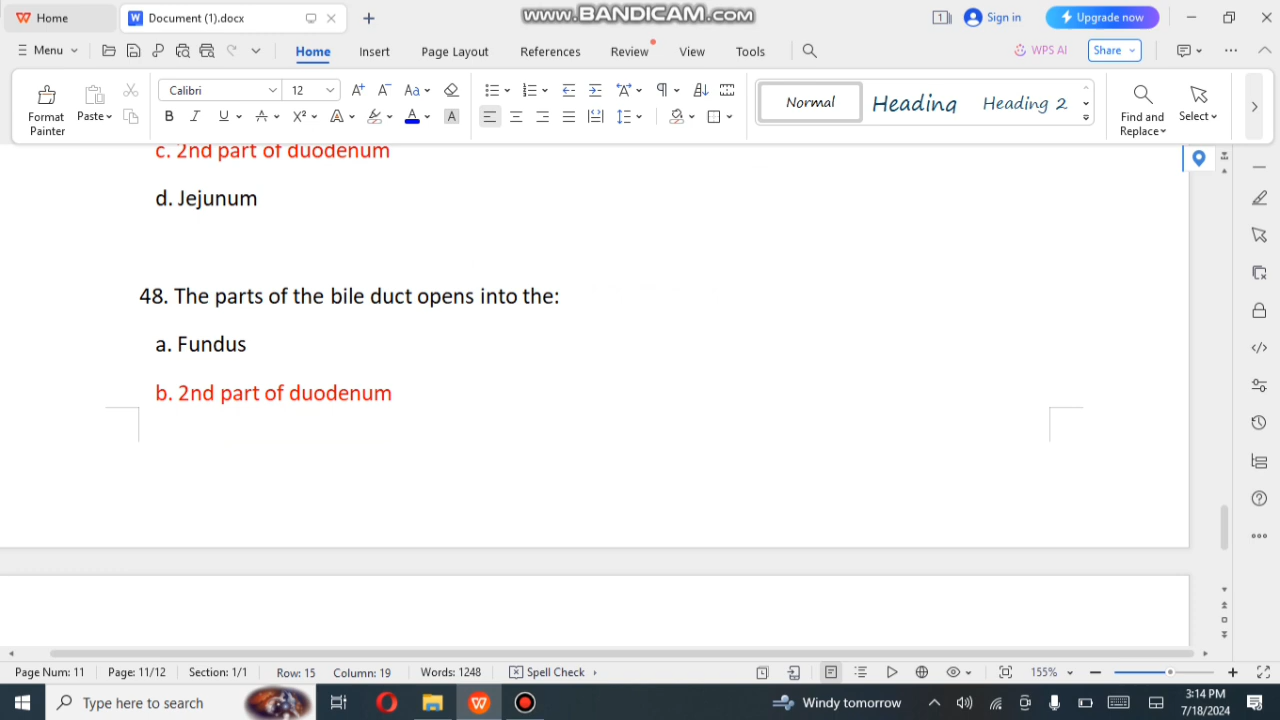 www.BANDICAM.com
Home
Document (1).docx
Sign in
Upgrade now
Menu
Home
Insert
Page Layout
References
Review
View
Tools
WPS AI
Share
Format
Painter
Paste
Calibri
12
Normal
Heading
Heading 2
Find and
Replace
Select
c. 2nd part of duodenum
d. Jejunum
48. The parts of the bile duct opens into the:
a. Fundus
b. 2nd part of duodenum
Page Num: 11
Page: 11/12
Section: 1/1
Row: 15
Column: 19
Words: 1248
Spell Check
155%
Type here to search
Windy tomorrow
3:14 PM
7/18/2024